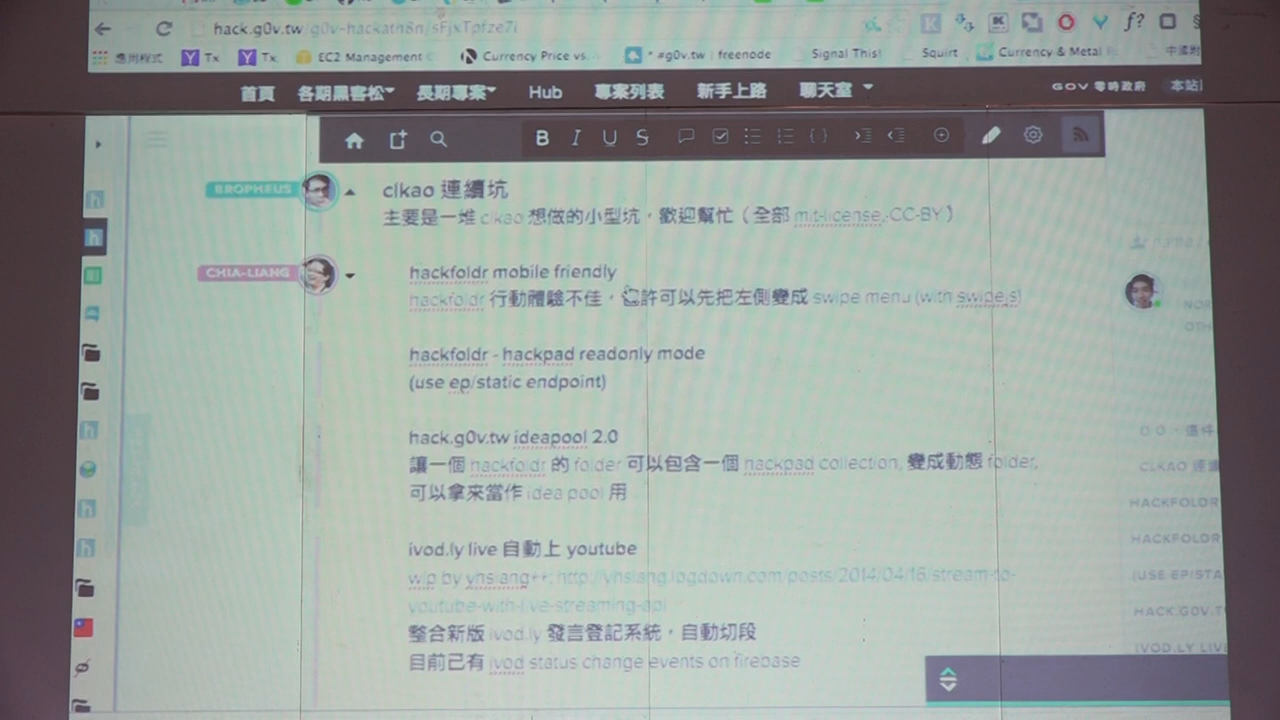 hack.g0v.tw/g0v-hackath8n/sFjxTpfze7i
應用程式 Tx Tx EC2 Management C Currency Price vs. * #g0v.tw | freenode Signal This! Squirt Currency & Metal
首頁 各期黑客松 長期專案 Hub 專案列表 新手上路 聊天室 G0V 零時政府 本站
B I U S
BROPHEUS clkao 連續坑
主要是一堆 clkao 想做的小型坑，歡迎幫忙（全部 mit-license, CC-BY）
CHIA-LIANG hackfoldr mobile friendly
hackfoldr 行動體驗不佳，也許可以先把左側變成 swipe menu (with swipe.js)
hackfoldr - hackpad readonly mode
(use ep/static endpoint)
hack.g0v.tw ideapool 2.0
讓一個 hackfoldr 的 folder 可以包含一個 hackpad collection, 變成動態 folder,
可以拿來當作 idea pool 用
ivod.ly live 自動上 youtube
wip by yhsiang++: http://yhsiang.logdown.com/posts/2014/04/16/stream-to-
youtube-with-live-streaming-api
整合新版 ivod.ly 發言登記系統，自動切段
目前已有 ivod status change events on firebase
CLKAO 連
HACKFOLDR
HACKFOLDR
(USE EP/STA
HACK.G0V.T
IVOD.LY LIVE